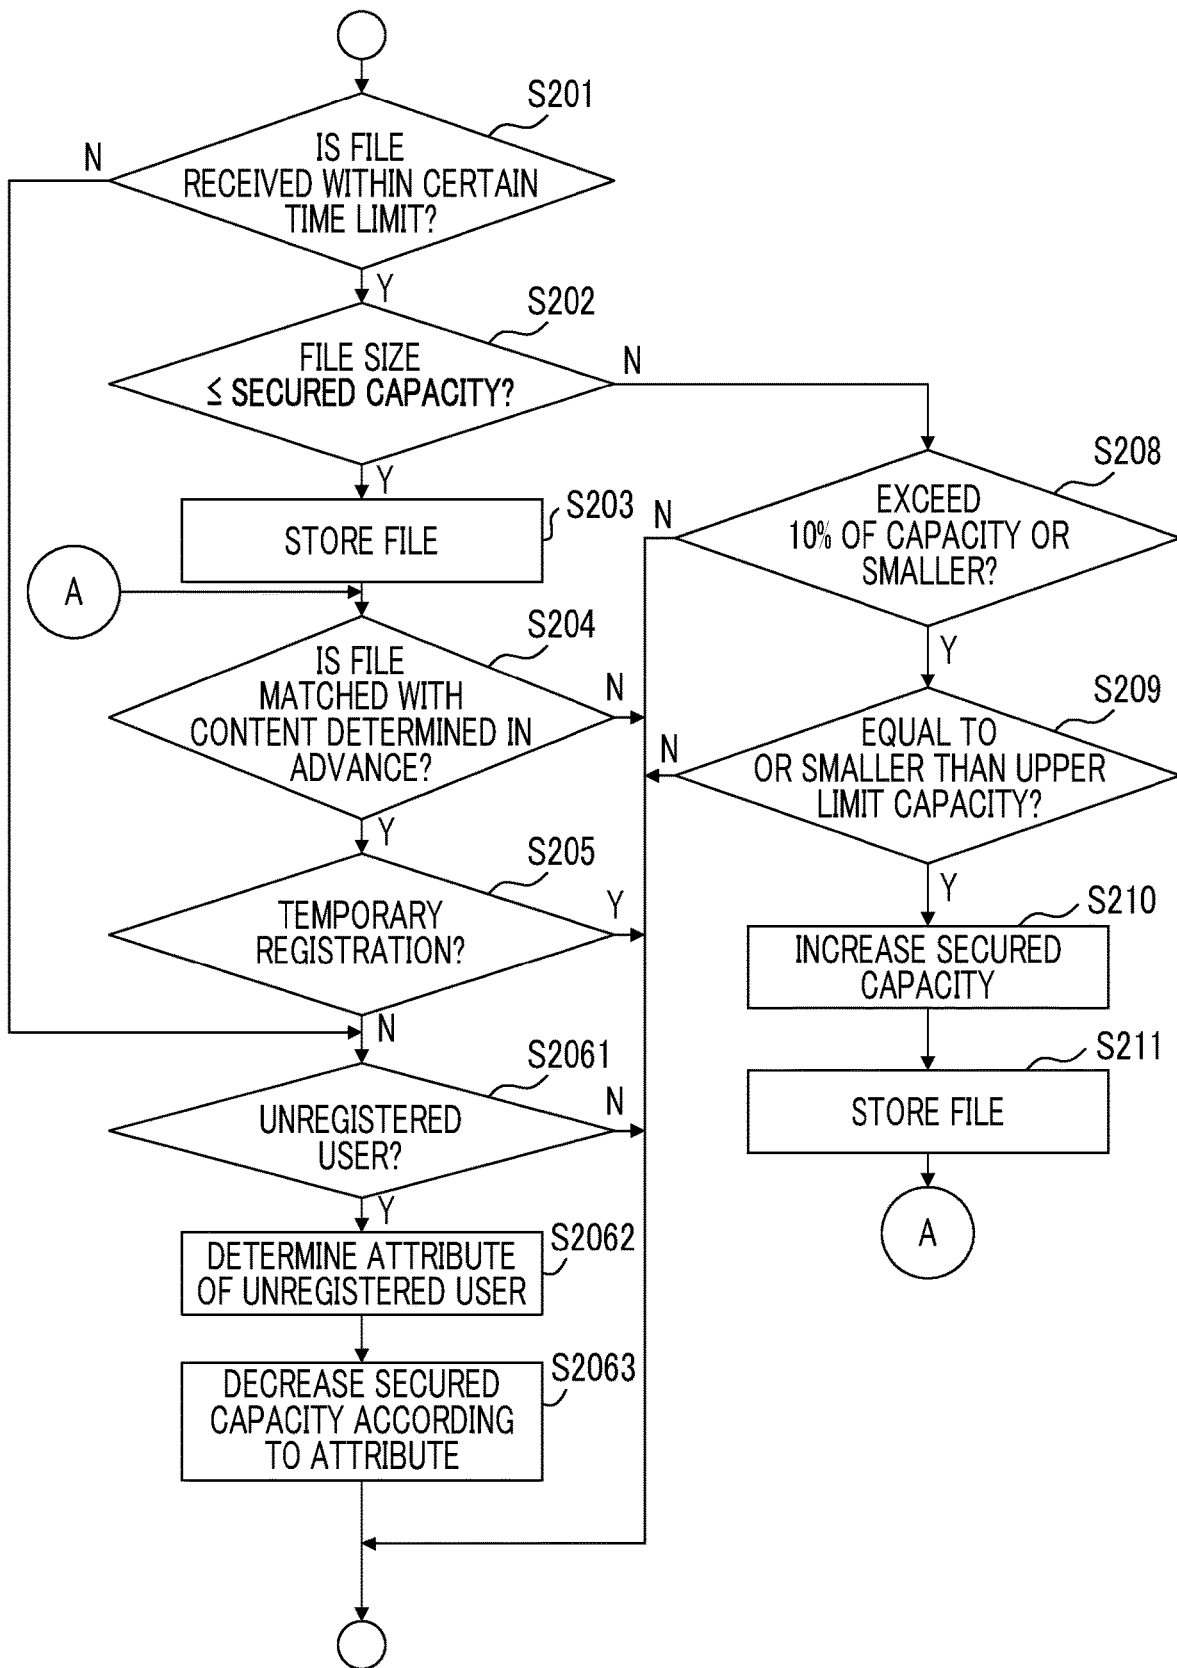 S201
IS FILE
RECEIVED WITHIN CERTAIN
TIME LIMIT?
N
Y
S202
FILE SIZE
≤ SECURED CAPACITY?
N
Y
S203
STORE FILE
A
S204
IS FILE
MATCHED WITH
CONTENT DETERMINED IN
ADVANCE?
N
Y
S205
TEMPORARY
REGISTRATION?
Y
N
S2061
UNREGISTERED
USER?
N
Y
S2062
DETERMINE ATTRIBUTE
OF UNREGISTERED USER
S2063
DECREASE SECURED
CAPACITY ACCORDING
TO ATTRIBUTE
S208
EXCEED
10% OF CAPACITY OR
SMALLER?
N
Y
S209
EQUAL TO
OR SMALLER THAN UPPER
LIMIT CAPACITY?
N
Y
S210
INCREASE SECURED
CAPACITY
S211
STORE FILE
A